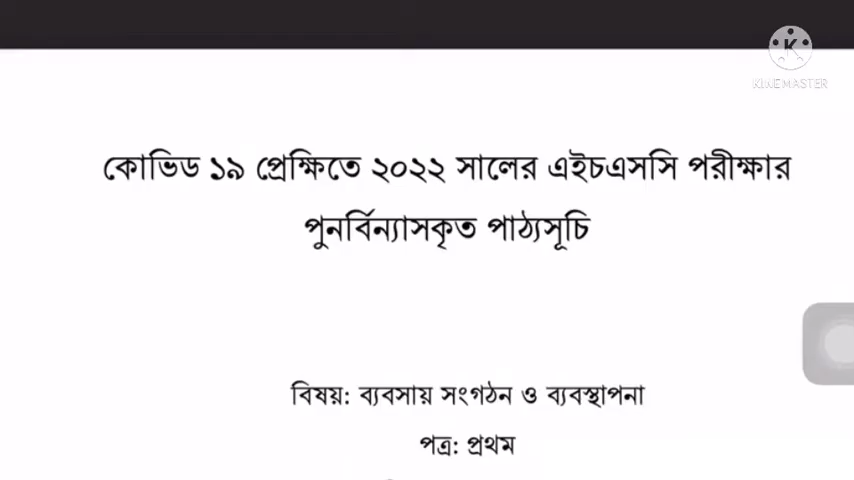 K
KINEMASTER
কোভিড ১৯ প্রেক্ষিতে ২০২২ সালের এইচএসসি পরীক্ষার
পুনর্বিন্যাসকৃত পাঠ্যসূচি
বিষয়: ব্যবসায় সংগঠন ও ব্যবস্থাপনা
পত্র: প্রথম